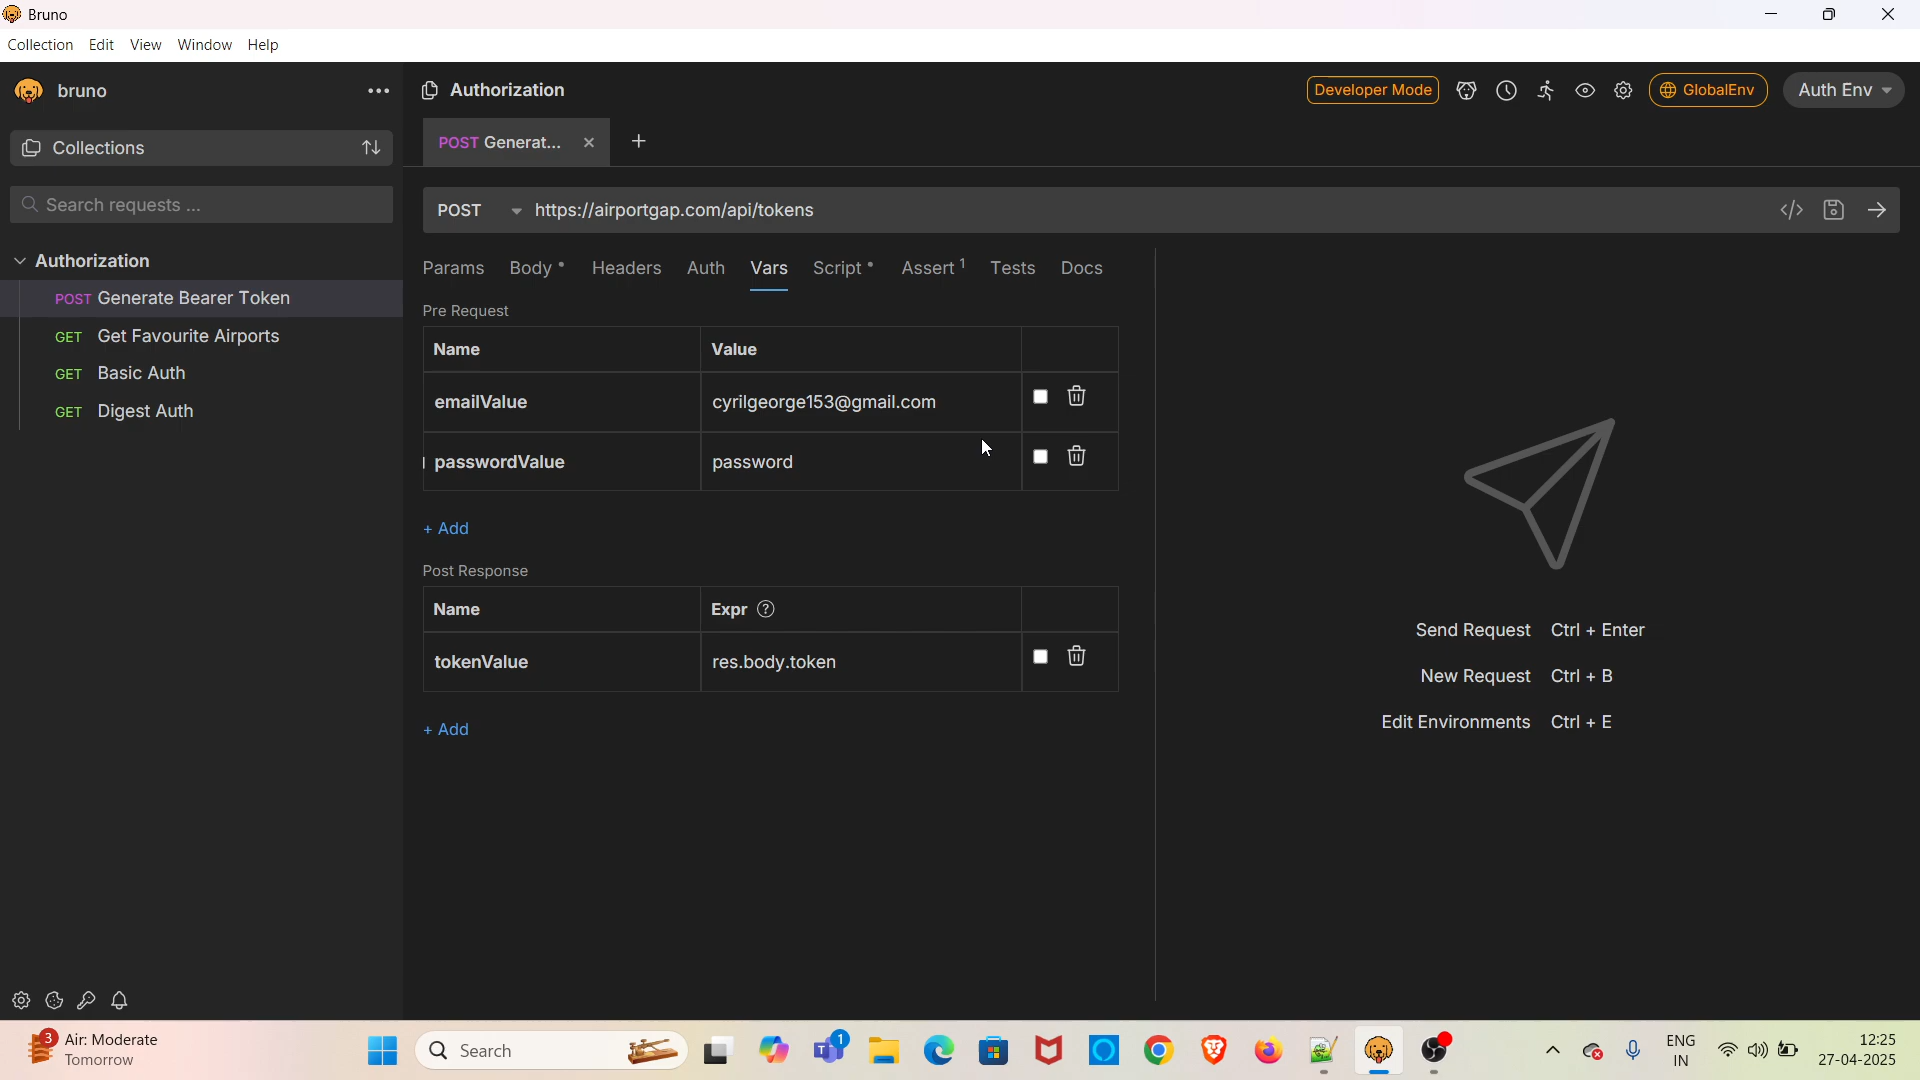 Bruno
Collection Edit View Window Help
bruno
Authorization
Developer Mode
GlobalEnv
Auth Env
Collections
POST Generat...
Search requests ...
POST https://airportgap.com/api/tokens
Authorization
POST Generate Bearer Token
GET Get Favourite Airports
GET Basic Auth
GET Digest Auth
Params Body Headers Auth Vars Script Assert 1 Tests Docs
Pre Request
Name Value
emailValue cyrilgeorge153@gmail.com
passwordValue password
+ Add
Post Response
Name Expr ?
tokenValue res.body.token
+ Add
Send Request Ctrl + Enter
New Request Ctrl + B
Edit Environments Ctrl + E
3
Air: Moderate
Tomorrow
Search
1
ENG
IN
12:25
27-04-2025